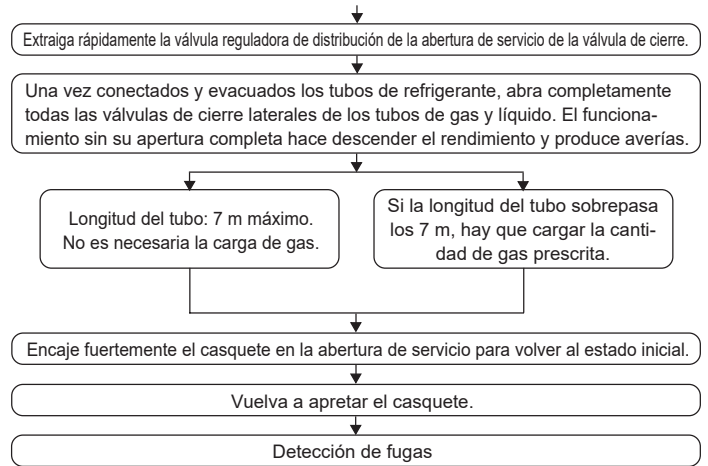 Extraiga rápidamente la válvula reguladora de distribución de la abertura de servicio de la válvula de cierre.
Una vez conectados y evacuados los tubos de refrigerante, abra completamente
todas las válvulas de cierre laterales de los tubos de gas y líquido. El funciona-
miento sin su apertura completa hace descender el rendimiento y produce averías.
Longitud del tubo: 7 m máximo.
No es necesaria la carga de gas.
Si la longitud del tubo sobrepasa
los 7 m, hay que cargar la canti-
dad de gas prescrita.
Encaje fuertemente el casquete en la abertura de servicio para volver al estado inicial.
Vuelva a apretar el casquete.
Detección de fugas